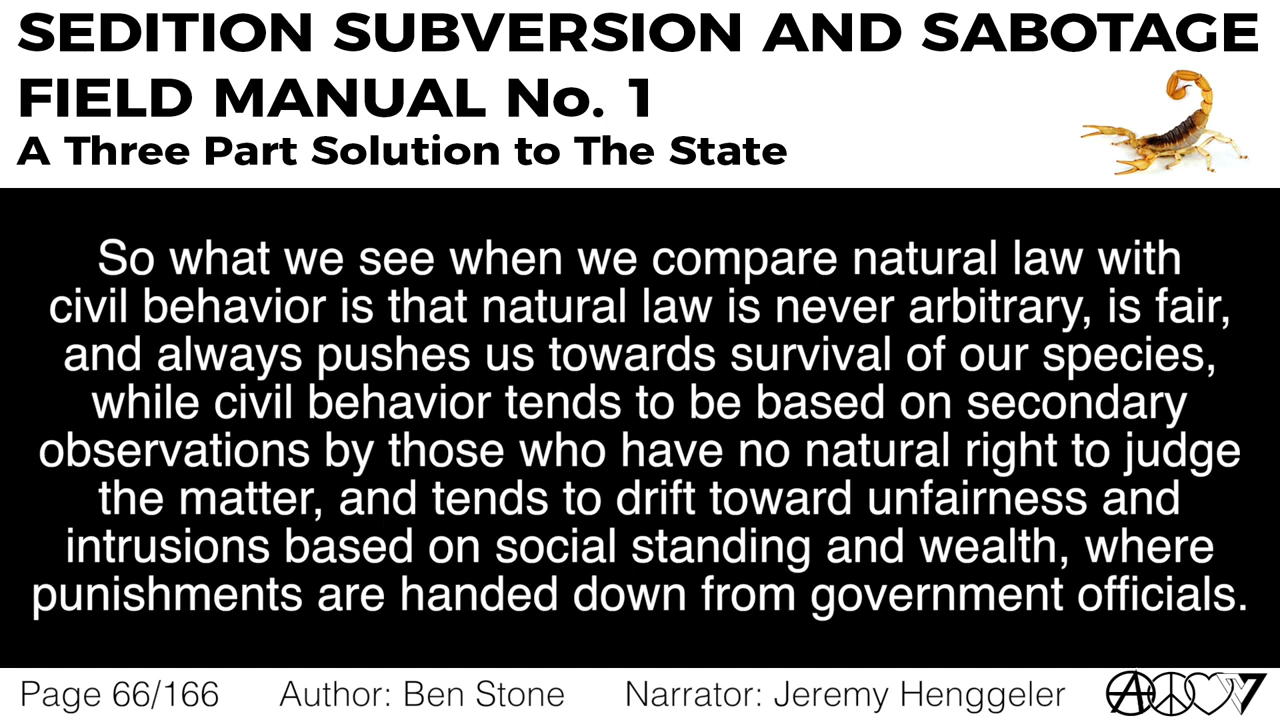 SEDITION SUBVERSION AND SABOTAGE
FIELD MANUAL No. 1
A Three Part Solution to The State
So what we see when we compare natural law with
civil behavior is that natural law is never arbitrary, is fair,
and always pushes us towards survival of our species,
while civil behavior tends to be based on secondary
observations by those who have no natural right to judge
the matter, and tends to drift toward unfairness and
intrusions based on social standing and wealth, where
punishments are handed down from government officials.
Page 66/166 Author: Ben Stone Narrator: Jeremy Henggeler